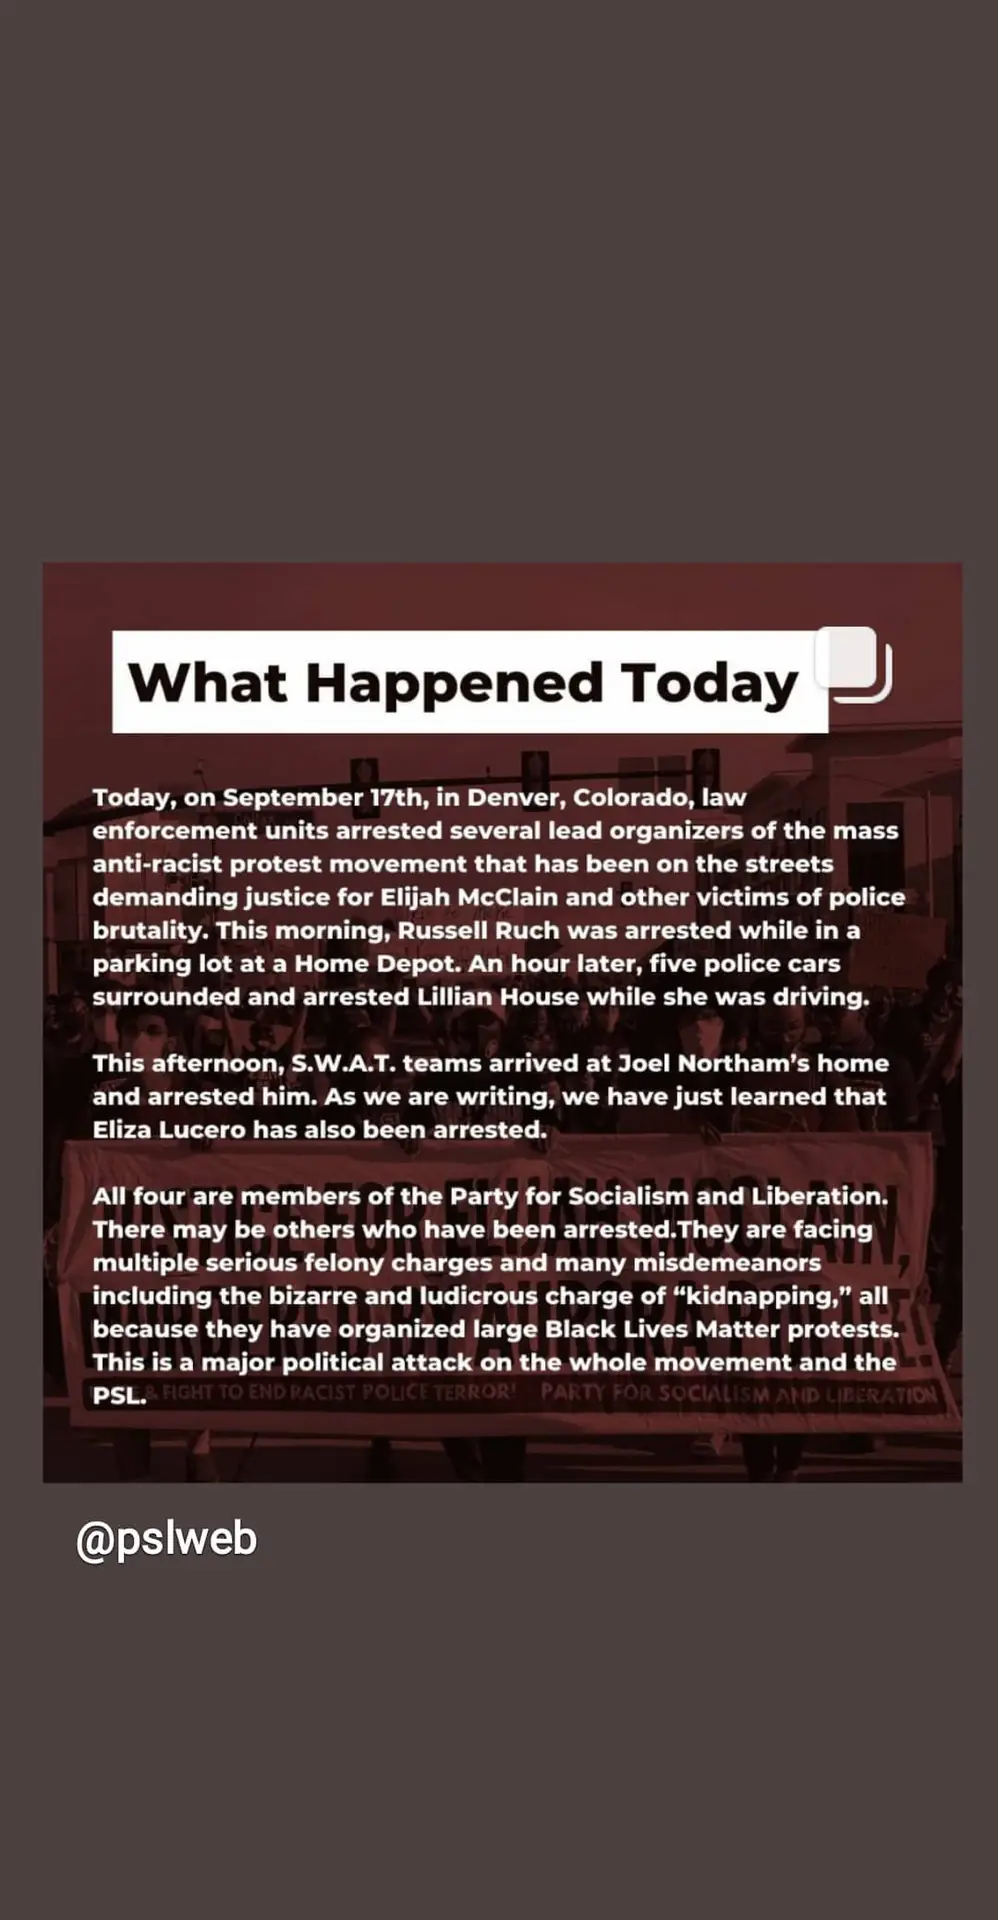 What Happened Today
Today, on September 17th, in Denver, Colorado, law
enforcement units arrested several lead organizers of the mass
anti-racist protest movement that has been on the streets
demanding justice for Elijah McClain and other victims of police
brutality. This morning, Russell Ruch was arrested while in a
parking lot at a Home Depot. An hour later, five police cars
surrounded and arrested Lillian House while she was driving.
This afternoon, S.W.A.T. teams arrived at Joel Northam’s home
and arrested him. As we are writing, we have just learned that
Eliza Lucero has also been arrested.
All four are members of the Party for Socialism and Liberation.
There may be others who have been arrested.They are facing
multiple serious felony charges and many misdemeanors
including the bizarre and ludicrous charge of “kidnapping,” all
because they have organized large Black Lives Matter protests.
This is a major political attack on the whole movement and the
PSL.
& FIGHT TO END RACIST POLICE TERROR! PARTY FOR SOCIALISM AND LIBERATION
@pslweb